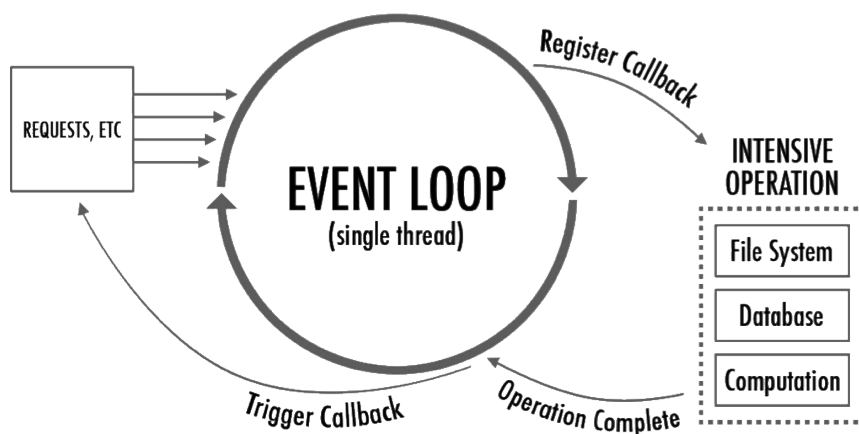 REQUESTS, ETC
EVENT LOOP
(single thread)
Register Callback
INTENSIVE
OPERATION
File System
Database
Computation
Operation Complete
Trigger Callback